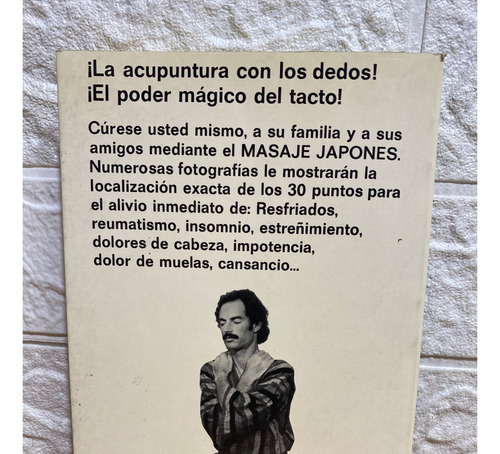 ¡La acupuntura con los dedos!
¡El poder mágico del tacto!
Cúrese usted mismo, a su familia y a sus
amigos mediante el MASAJE JAPONES.
Numerosas fotografías le mostrarán la
localización exacta de los 30 puntos para
el alivio inmediato de: Resfriados,
reumatismo, insomnio, estreñimiento,
dolores de cabeza, impotencia,
dolor de muelas, cansancio...